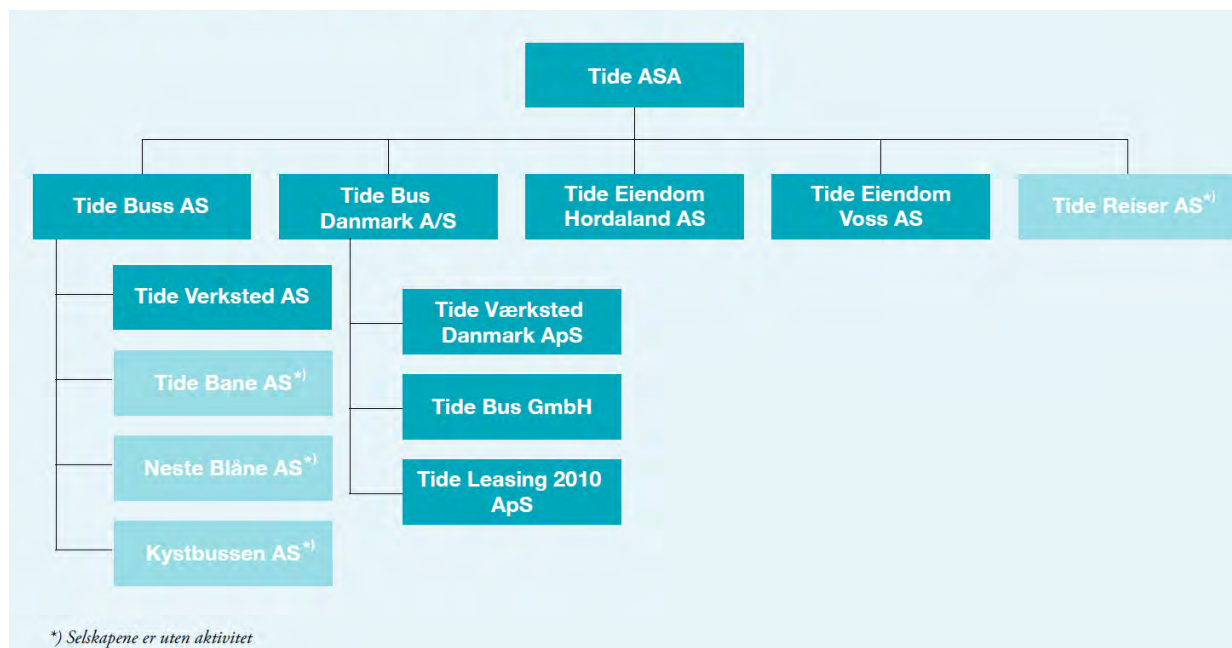 Tide ASA
Tide Buss AS
Tide Bus
Danmark A/S
Tide Eiendom
Hordaland AS
Tide Eiendom
Voss AS
Tide Reiser AS*)
Tide Verksted AS
Tide Bane AS*)
Neste Blåne AS*)
Kystbussen AS*)
Tide Værksted
Danmark ApS
Tide Bus GmbH
Tide Leasing 2010
ApS
*) Selskapene er uten aktivitet